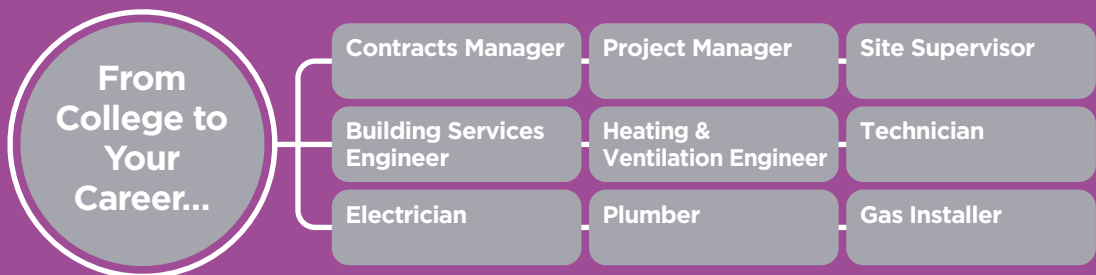 From
College to
Your
Career...
Contracts Manager
Project Manager
Site Supervisor
Building Services
Engineer
Heating &
Ventilation Engineer
Technician
Electrician
Plumber
Gas Installer